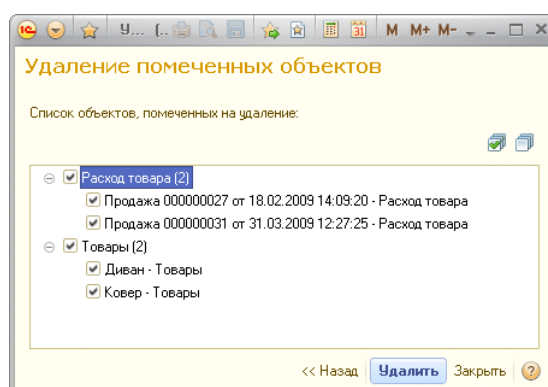 1С У... (.. 31 M M+ M-
Удаление помеченных объектов
Список объектов, помеченных на удаление:
Расход товара (2)
Продажа 000000027 от 18.02.2009 14:09:20 - Расход товара
Продажа 000000031 от 31.03.2009 12:27:25 - Расход товара
Товары (2)
Диван - Товары
Ковер - Товары
<< Назад Удалить Закрыть ?